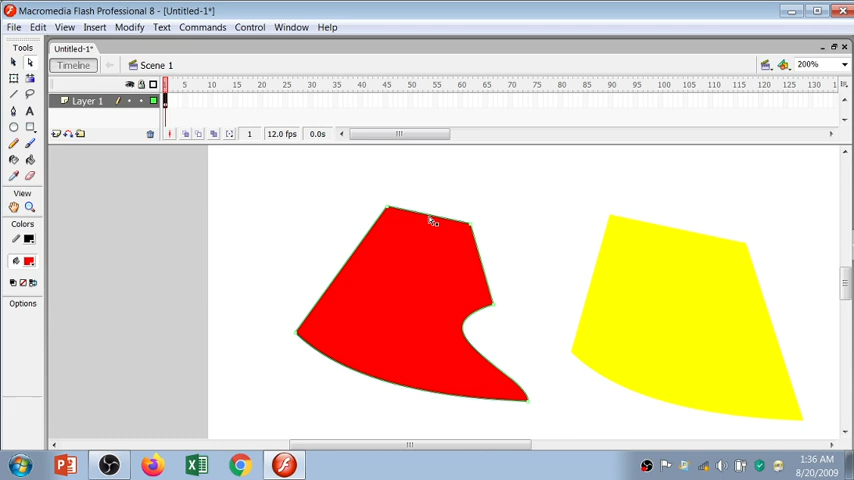 Macromedia Flash Professional 8 - [Untitled-1*]
File Edit View Insert Modify Text Commands Control Window Help
Tools
Untitled-1*
Timeline
Scene 1
200%
1 5 10 15 20 25 30 35 40 45 50 55 60 65 70 75 80 85 90 95 100 105 110 115 120 125 130 1
Layer 1
1 12.0 fps 0.0s
A
View
Colors
Options
1:36 AM
8/20/2009